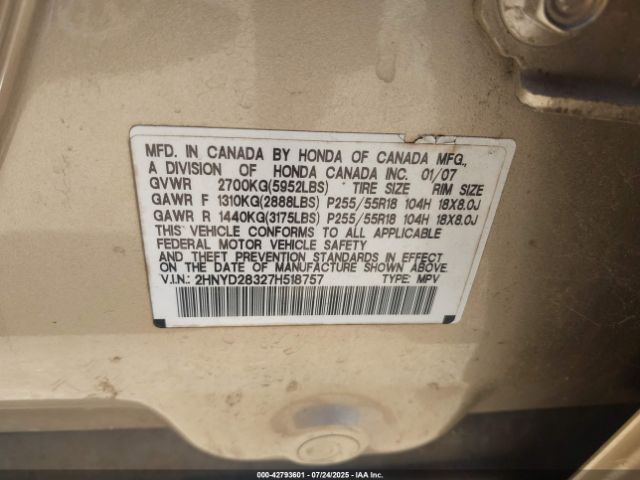 MFD. IN CANADA BY HONDA OF CANADA MFG.,
A DIVISION OF HONDA CANADA INC. 01/07
GVWR 2700KG(5952LBS) TIRE SIZE RIM SIZE
GAWR F 1310KG(2888LBS) P255/55R18 104H 18X8.0J
GAWR R 1440KG(3175LBS) P255/55R18 104H 18X8.0J
THIS VEHICLE CONFORMS TO ALL APPLICABLE
FEDERAL MOTOR VEHICLE SAFETY
AND THEFT PREVENTION STANDARDS IN EFFECT
ON THE DATE OF MANUFACTURE SHOWN ABOVE.
V.I.N.: 2HNYD28327H518757 TYPE: MPV
000-42793601 - 07/24/2025 - IAAI.com